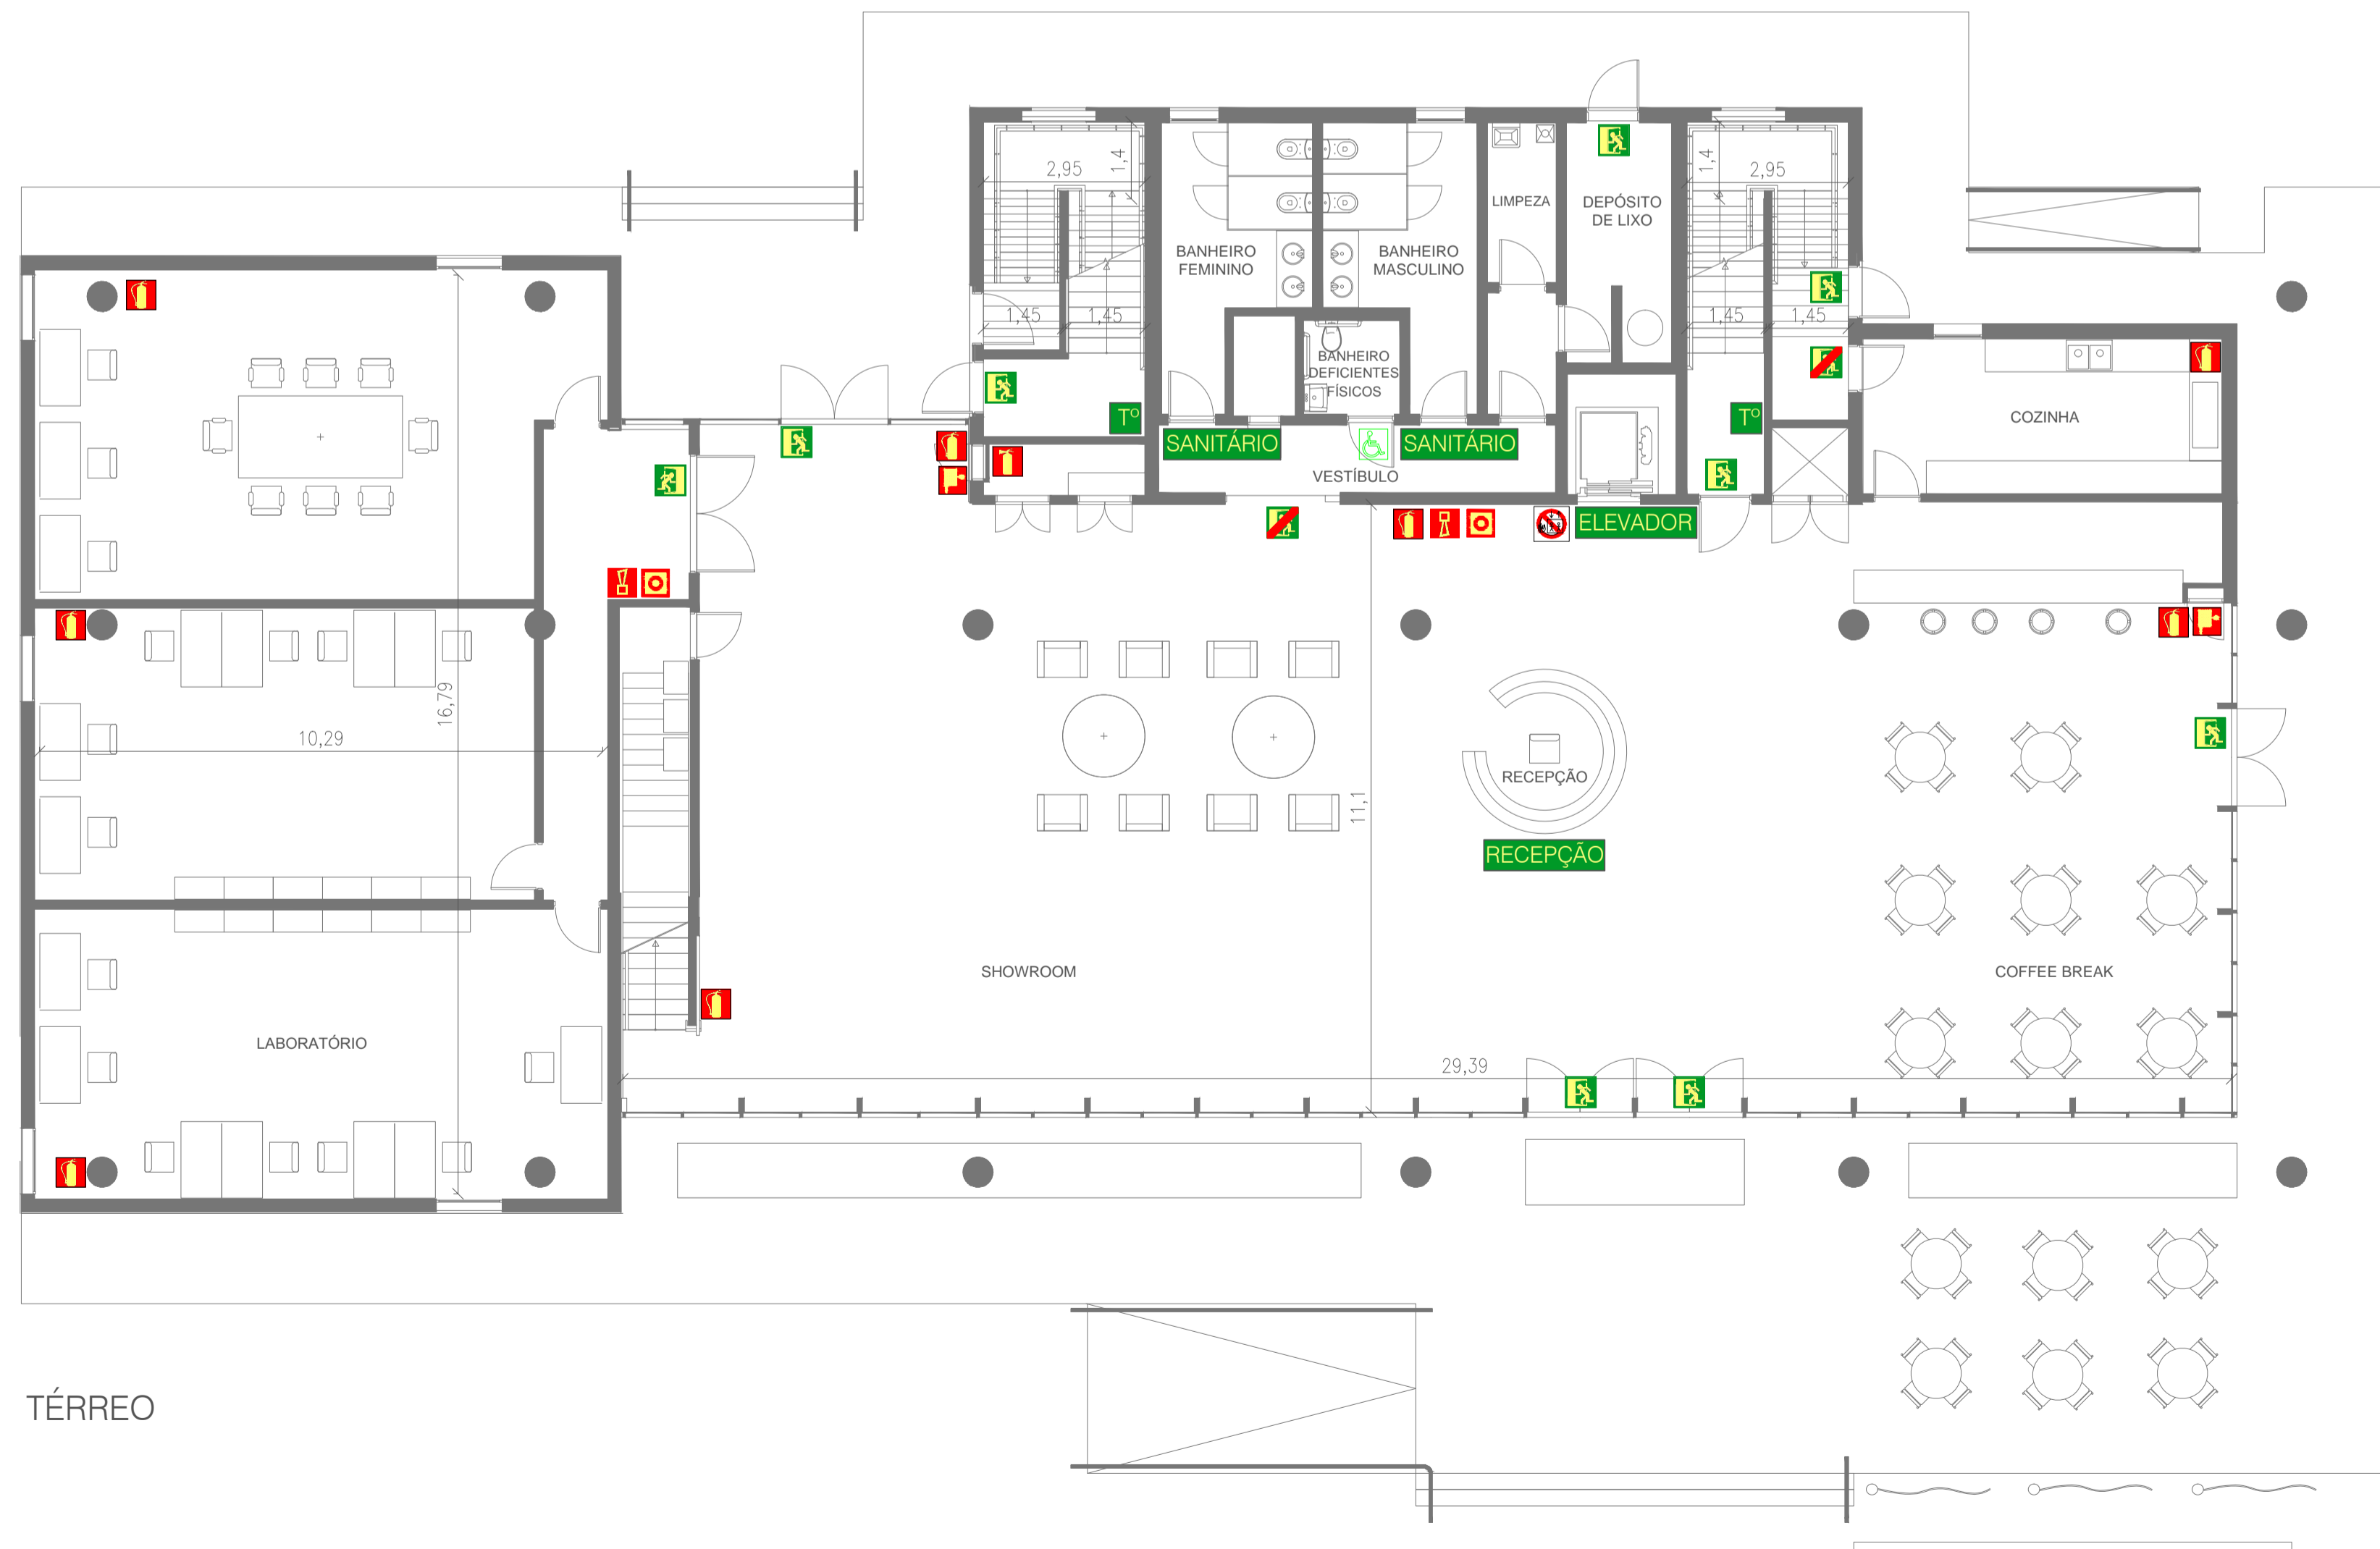 2,95
1,4
1,4
2,95
LIMPEZA
DEPÓSITO
DE LIXO
BANHEIRO
FEMININO
BANHEIRO
MASCULINO
1,45
1,45
1,45
1,45
BANHEIRO
DEFICIENTES
FÍSICOS
Tº
Tº
COZINHA
SANITÁRIO
SANITÁRIO
VESTÍBULO
ELEVADOR
16,79
10,29
11,1
RECEPÇÃO
RECEPÇÃO
SHOWROOM
COFFEE BREAK
LABORATÓRIO
29,39
TÉRREO